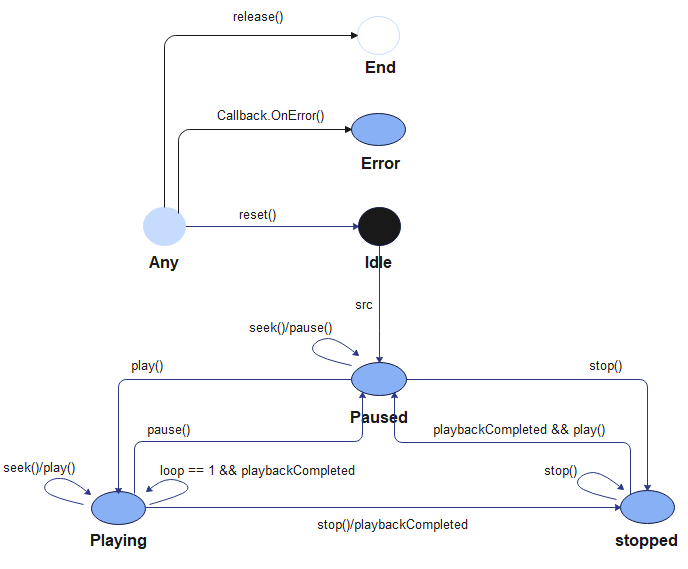 release()
End
Callback.OnError()
Error
reset()
Any
Idle
src
seek()/pause()
play()
stop()
Paused
pause()
playbackCompleted && play()
seek()/play()
loop == 1 && playbackCompleted
stop()
stop()/playbackCompleted
Playing
stopped